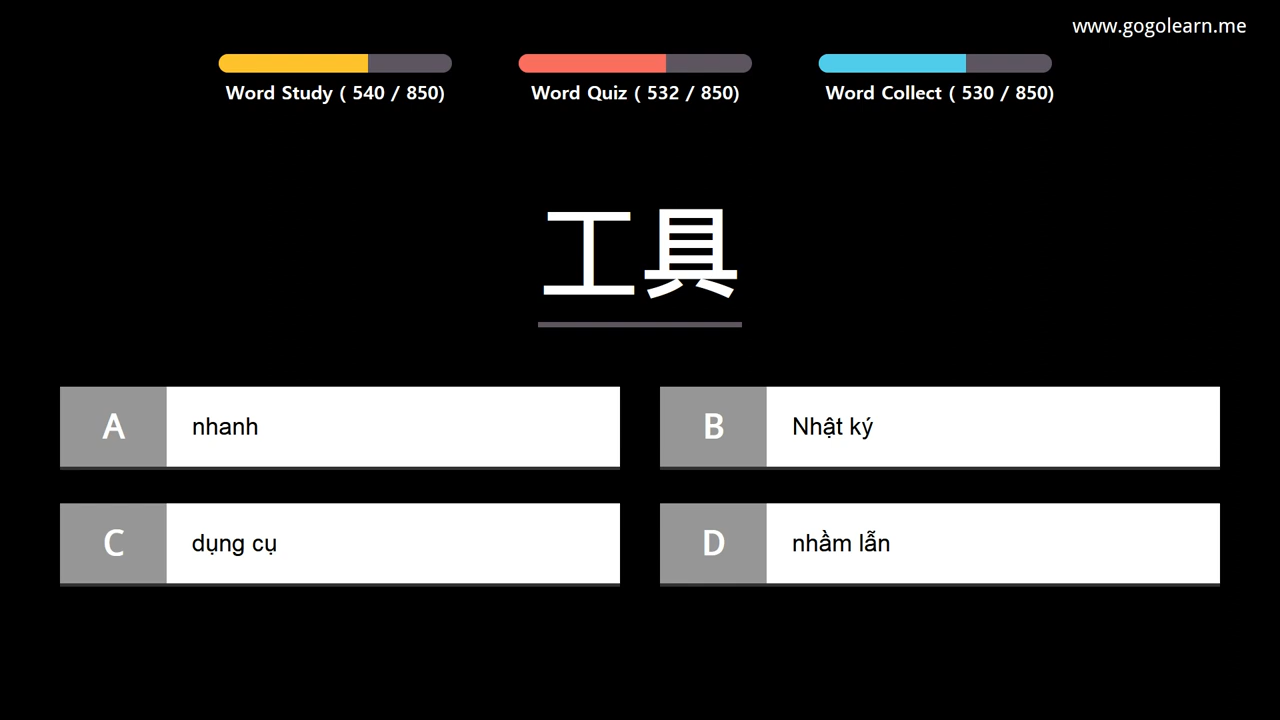 www.gogolearn.me
Word Study ( 540 / 850)
Word Quiz ( 532 / 850)
Word Collect ( 530 / 850)
工具
A nhanh
B Nhật ký
C dụng cụ
D nhầm lẫn